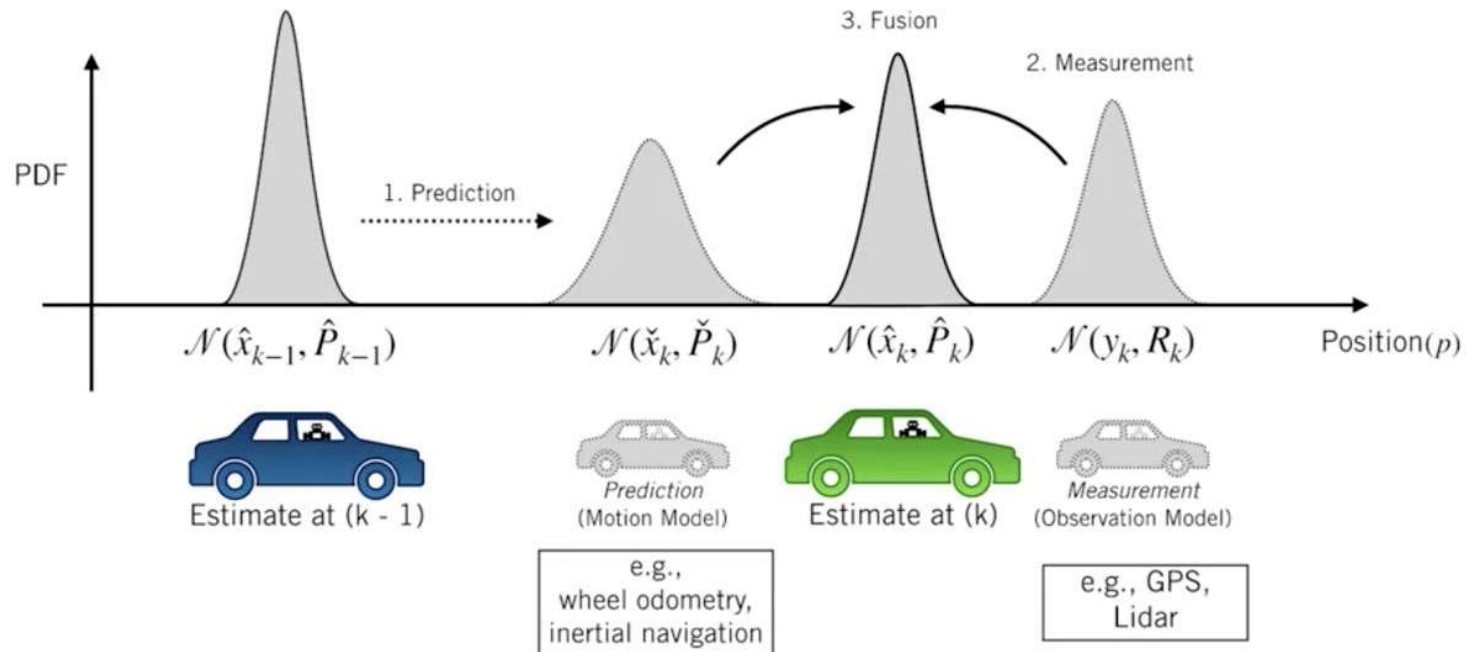 3. Fusion
2. Measurement
PDF
1. Prediction
𝒩(x̂ₖ₋₁, P̂ₖ₋₁)
𝒩(x̌ₖ, P̌ₖ)
𝒩(x̂ₖ, P̂ₖ)
𝒩(yₖ, Rₖ)
Position(p)
Estimate at (k - 1)
Prediction
(Motion Model)
Estimate at (k)
Measurement
(Observation Model)
e.g.,
wheel odometry,
inertial navigation
e.g., GPS,
Lidar